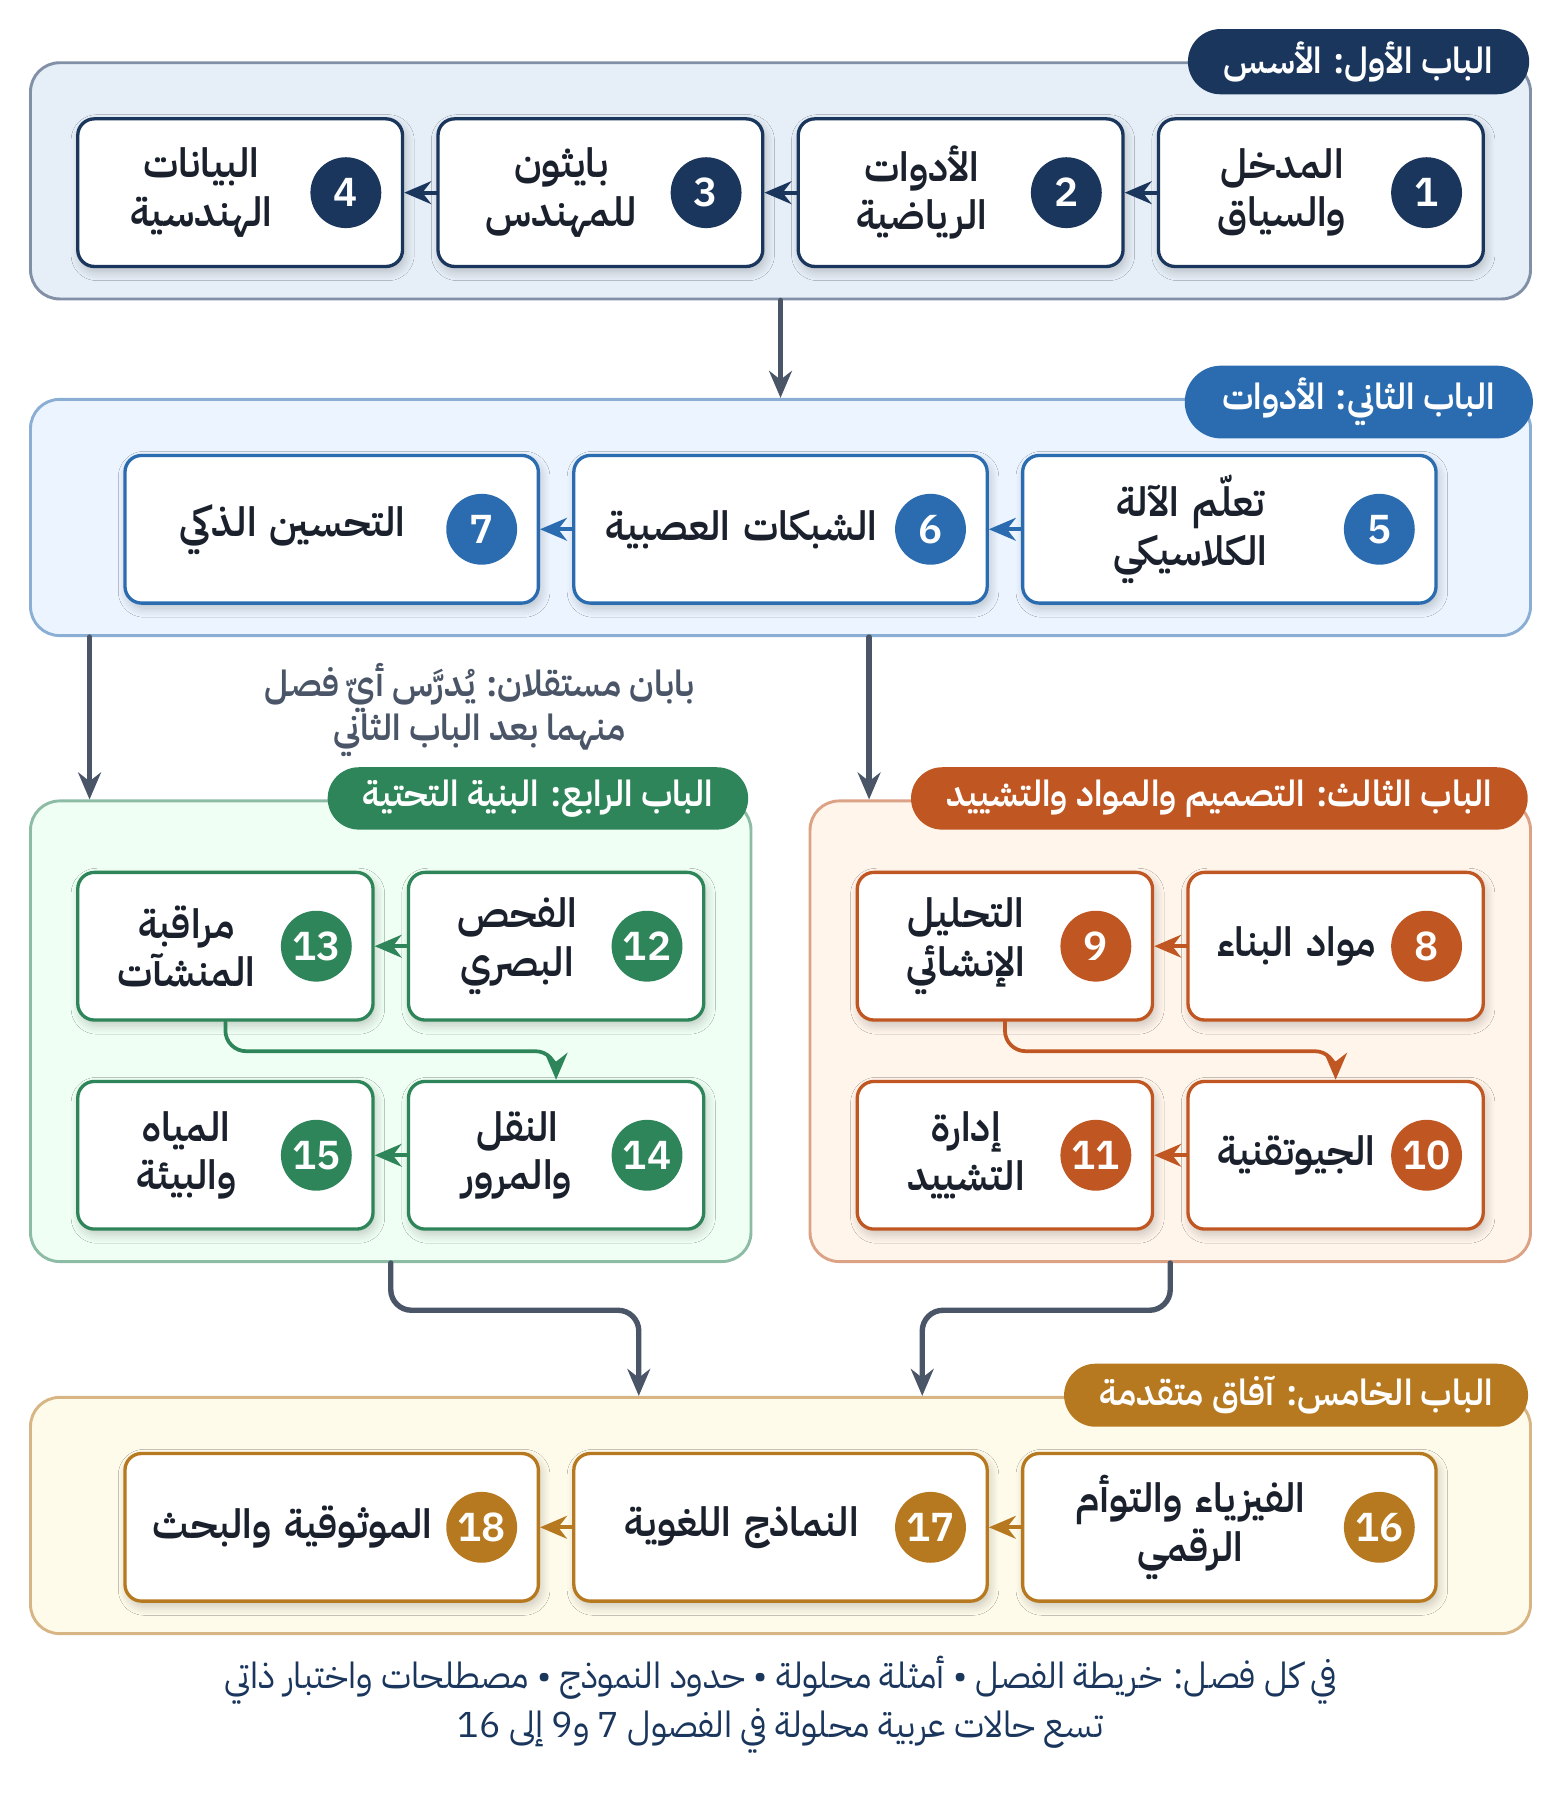 الباب الأول: الأسس
1
المدخل
والسياق
2
الأدوات
الرياضية
3
بايثون
للمهندس
4
البيانات
الهندسية
الباب الثاني: الأدوات
5
تعلّم الآلة
الكلاسيكي
6
الشبكات العصبية
7
التحسين الذكي
بابان مستقلان: يُدرَّس أيّ فصل
منهما بعد الباب الثاني
الباب الثالث: التصميم والمواد والتشييد
8
مواد البناء
9
التحليل
الإنشائي
10
الجيوتقنية
11
إدارة
التشييد
الباب الرابع: البنية التحتية
12
الفحص
البصري
13
مراقبة
المنشآت
14
النقل
والمرور
15
المياه
والبيئة
الباب الخامس: آفاق متقدمة
16
الفيزياء والتوأم
الرقمي
17
النماذج اللغوية
18
الموثوقية والبحث
في كل فصل: خريطة الفصل • أمثلة محلولة • حدود النموذج • مصطلحات واختبار ذاتي
تسع حالات عربية محلولة في الفصول 7 و9 إلى 16